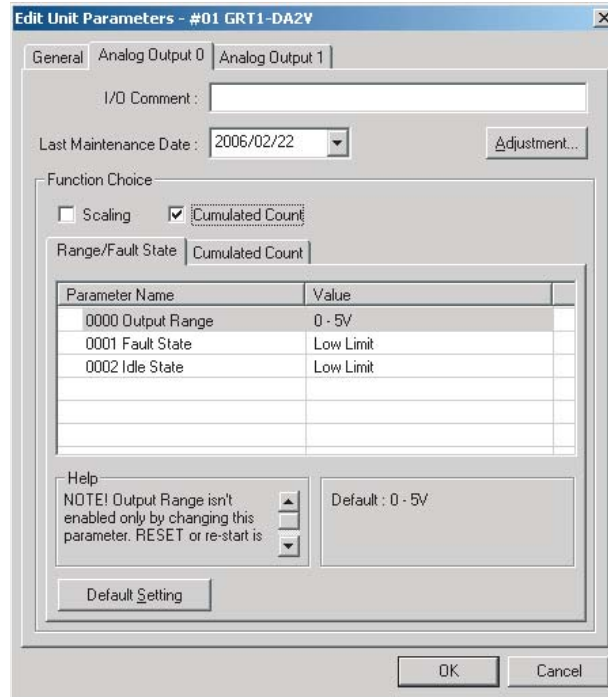 Edit Unit Parameters - #01 GRT1-DA2V
General Analog Output 0 Analog Output 1
I/O Comment :
Last Maintenance Date : 2006/02/22 Adjustment...
Function Choice
Scaling Cumulated Count
Range/Fault State Cumulated Count
Parameter Name Value
0000 Output Range 0 - 5V
0001 Fault State Low Limit
0002 Idle State Low Limit
Help
NOTE! Output Range isn't
enabled only by changing this
parameter. RESET or re-start is
Default : 0 - 5V
Default Setting
OK Cancel